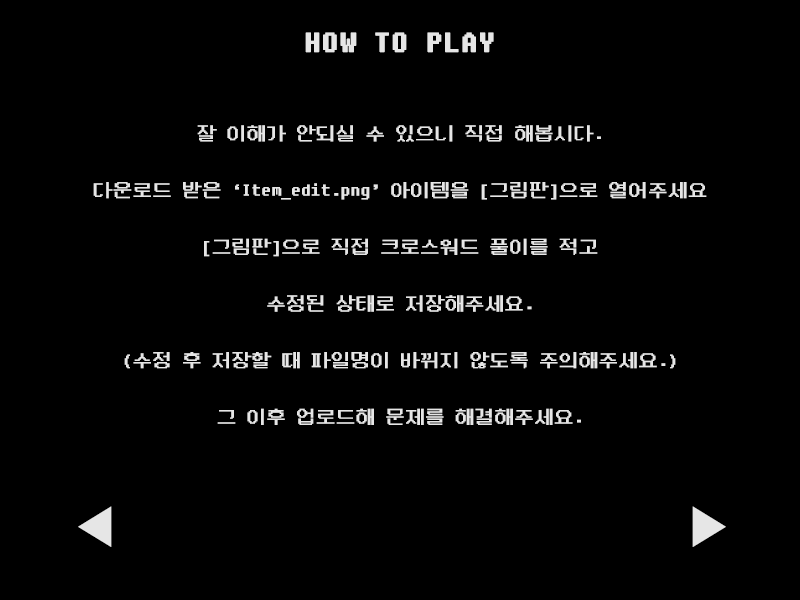 HOW TO PLAY
잘 이해가 안되실 수 있으니 직접 해봅시다.
다운로드 받은 ‘Item_edit.png’ 아이템을 [그림판]으로 열어주세요
[그림판]으로 직접 크로스워드 풀이를 적고
수정된 상태로 저장해주세요.
(수정 후 저장할 때 파일명이 바뀌지 않도록 주의해주세요.)
그 이후 업로드해 문제를 해결해주세요.